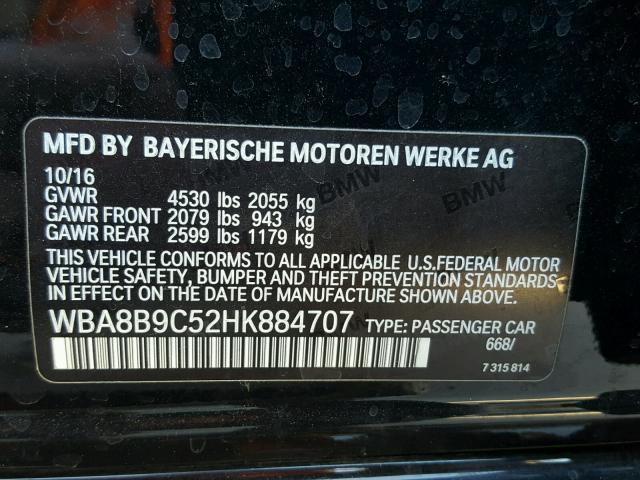 MFD BY BAYERISCHE MOTOREN WERKE AG
10/16
GVWR 4530 lbs 2055 kg
GAWR FRONT 2079 lbs 943 kg
GAWR REAR 2599 lbs 1179 kg
THIS VEHICLE CONFORMS TO ALL APPLICABLE U.S.FEDERAL MOTOR
VEHICLE SAFETY, BUMPER AND THEFT PREVENTION STANDARDS
IN EFFECT ON THE DATE OF MANUFACTURE SHOWN ABOVE.
WBA8B9C52HK884707 TYPE: PASSENGER CAR
668/
7 315 814
BMW
BMW
BMW